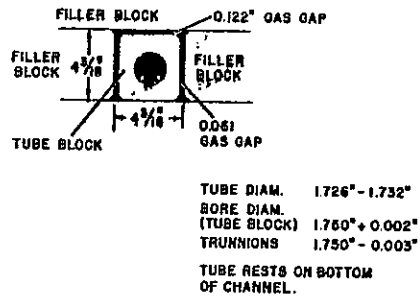 FILLER BLOCK
0.122" GAS GAP
FILLER
BLOCK
4 3/16"
FILLER
BLOCK
TUBE BLOCK
4 3/16"
0.061
GAS GAP
TUBE DIAM. 1.726" - 1.732"
BORE DIAM.
(TUBE BLOCK) 1.750" + 0.002"
TRUNNIONS 1.750" - 0.003"
TUBE RESTS ON BOTTOM
OF CHANNEL.